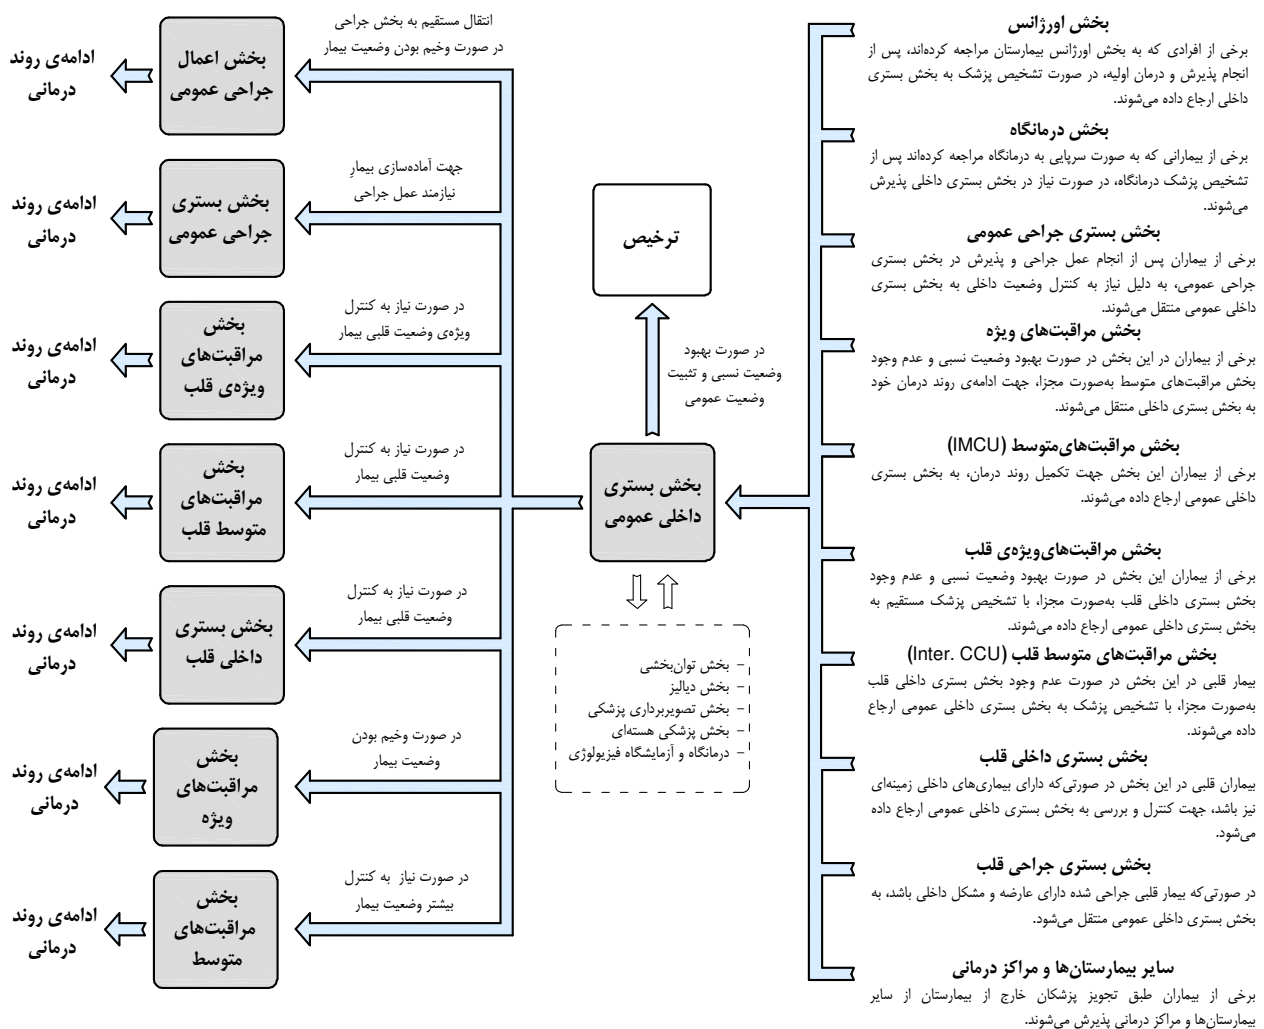 بخش اورژانس
برخی از افرادی که به بخش اورژانس بیمارستان مراجعه کرده‌اند، پس از
انجام پذیرش و درمان اولیه، در صورت تشخیص پزشک به بخش بستری
داخلی ارجاع داده می‌شوند.
بخش درمانگاه
برخی از بیمارانی که به صورت سرپایی به درمانگاه مراجعه کرده‌اند پس از
تشخیص پزشک درمانگاه، در صورت نیاز در بخش بستری داخلی پذیرش
می‌شوند.
بخش بستری جراحی عمومی
برخی از بیماران پس از انجام عمل جراحی و پذیرش در بخش بستری
جراحی عمومی، به دلیل نیاز به کنترل وضعیت داخلی به بخش بستری
داخلی عمومی منتقل می‌شوند.
بخش مراقبت‌های ویژه
برخی از بیماران در این بخش در صورت بهبود وضعیت نسبی و عدم وجود
بخش مراقبت‌های متوسط به‌صورت مجزا، جهت ادامه‌ی روند درمان خود
به بخش بستری داخلی منتقل می‌شوند.
بخش مراقبت‌های‌متوسط (IMCU)
برخی از بیماران این بخش جهت تکمیل روند درمان، به بخش بستری
داخلی عمومی ارجاع داده می‌شوند.
بخش مراقبت‌های‌ویژه‌ی قلب
برخی از بیماران این بخش در صورت بهبود وضعیت نسبی و عدم وجود
بخش بستری داخلی قلب به‌صورت مجزا، با تشخیص پزشک مستقیم به
بخش بستری داخلی عمومی ارجاع داده می‌شوند.
بخش مراقبت‌های متوسط قلب (Inter. CCU)
بیمار قلبی در این بخش در صورت عدم وجود بخش بستری داخلی قلب
به‌صورت مجزا، با تشخیص پزشک به بخش بستری داخلی عمومی ارجاع
داده می‌شوند.
بخش بستری داخلی قلب
بیماران قلبی در این بخش در صورتی‌که دارای بیماری‌های داخلی زمینه‌ای
نیز باشد، جهت کنترل و بررسی به بخش بستری داخلی عمومی ارجاع داده
می‌شود.
بخش بستری جراحی قلب
در صورتی‌که بیمار قلبی جراحی شده دارای عارضه و مشکل داخلی باشد، به
بخش بستری داخلی عمومی منتقل می‌شود.
سایر بیمارستان‌ها و مراکز درمانی
برخی از بیماران طبق تجویز پزشکان خارج از بیمارستان از سایر
بیمارستان‌ها و مراکز درمانی پذیرش می‌شوند.
ترخیص
در صورت بهبود
وضعیت نسبی و تثبیت
وضعیت عمومی
بخش بستری
داخلی عمومی
- بخش توان‌بخشی
- بخش دیالیز
- بخش تصویربرداری پزشکی
- بخش پزشکی هسته‌ای
- درمانگاه و آزمایشگاه فیزیولوژی
انتقال مستقیم به بخش جراحی
در صورت وخیم بودن وضعیت بیمار
بخش اعمال
جراحی عمومی
ادامه‌ی روند
درمانی
جهت آماده‌سازی بیمارِ
نیازمند عمل جراحی
بخش بستری
جراحی عمومی
ادامه‌ی روند
درمانی
در صورت نیاز به کنترل
ویژه‌ی وضعیت قلبی بیمار
بخش
مراقبت‌های
ویژه‌ی قلب
ادامه‌ی روند
درمانی
در صورت نیاز به کنترل
وضعیت قلبی بیمار
بخش
مراقبت‌های
متوسط قلب
ادامه‌ی روند
درمانی
در صورت نیاز به کنترل
وضعیت قلبی بیمار
بخش بستری
داخلی قلب
ادامه‌ی روند
درمانی
در صورت وخیم بودن
وضعیت بیمار
بخش
مراقبت‌های
ویژه
ادامه‌ی روند
درمانی
در صورت نیاز به کنترل
بیشتر وضعیت بیمار
بخش
مراقبت‌های
متوسط
ادامه‌ی روند
درمانی